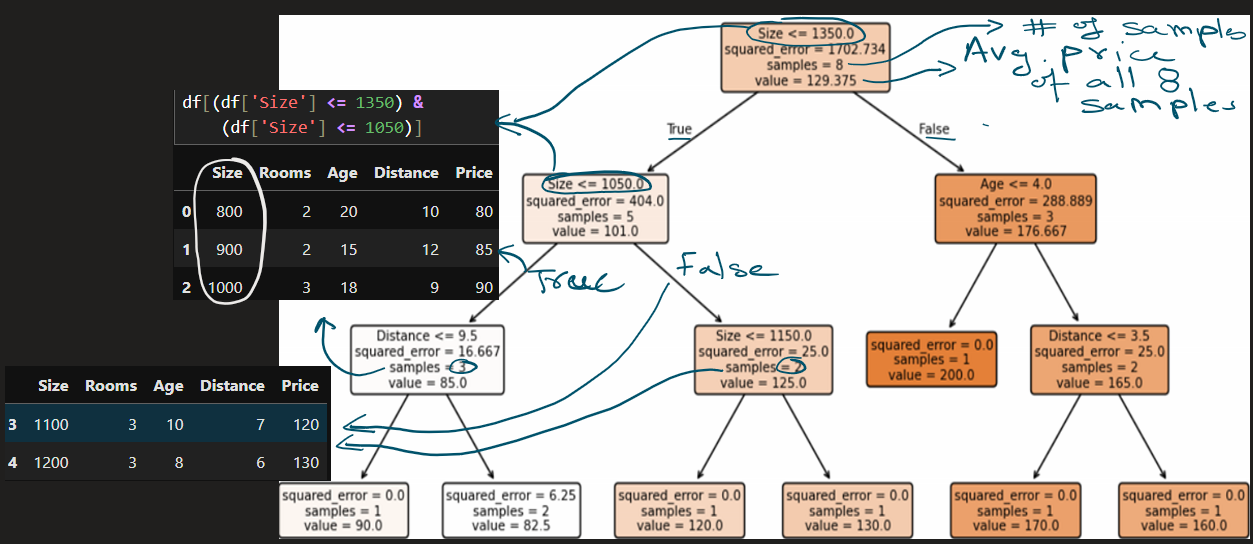 Size <= 1350.0
squared_error = 1702.734
samples = 8
value = 129.375
# of samples
Avg. price
of all 8
samples
df[(df['Size'] <= 1350) &
(df['Size'] <= 1050)]
Size Rooms Age Distance Price
0 800 2 20 10 80
1 900 2 15 12 85
2 1000 3 18 9 90
True
False
Size <= 1050.0
squared_error = 404.0
samples = 5
value = 101.0
Age <= 4.0
squared_error = 288.889
samples = 3
value = 176.667
True
False
Distance <= 9.5
squared_error = 16.667
samples = 3
value = 85.0
Size <= 1150.0
squared_error = 25.0
samples = 2
value = 125.0
squared_error = 0.0
samples = 1
value = 200.0
Distance <= 3.5
squared_error = 25.0
samples = 2
value = 165.0
Size Rooms Age Distance Price
3 1100 3 10 7 120
4 1200 3 8 6 130
squared_error = 0.0
samples = 1
value = 90.0
squared_error = 6.25
samples = 2
value = 82.5
squared_error = 0.0
samples = 1
value = 120.0
squared_error = 0.0
samples = 1
value = 130.0
squared_error = 0.0
samples = 1
value = 170.0
squared_error = 0.0
samples = 1
value = 160.0